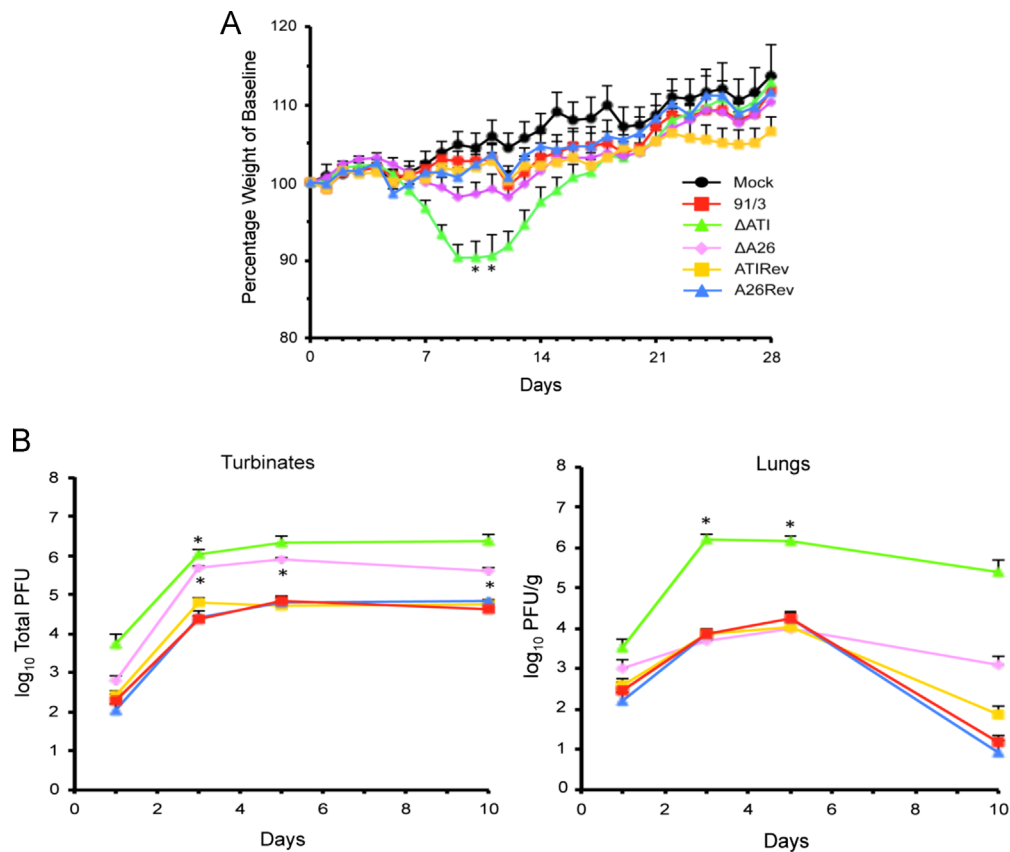 A
Percentage Weight of Baseline
120
110
100
90
80
* *
0 7 14 21 28
Days
Mock
91/3
ΔATI
ΔA26
ATIRev
A26Rev
B
Turbinates
log10 Total PFU
8
7
6
5
4
3
2
1
0
* * * *
0 2 4 6 8 10
Days
Lungs
log10 PFU/g
8
7
6
5
4
3
2
1
0
* *
0 2 4 6 8 10
Days